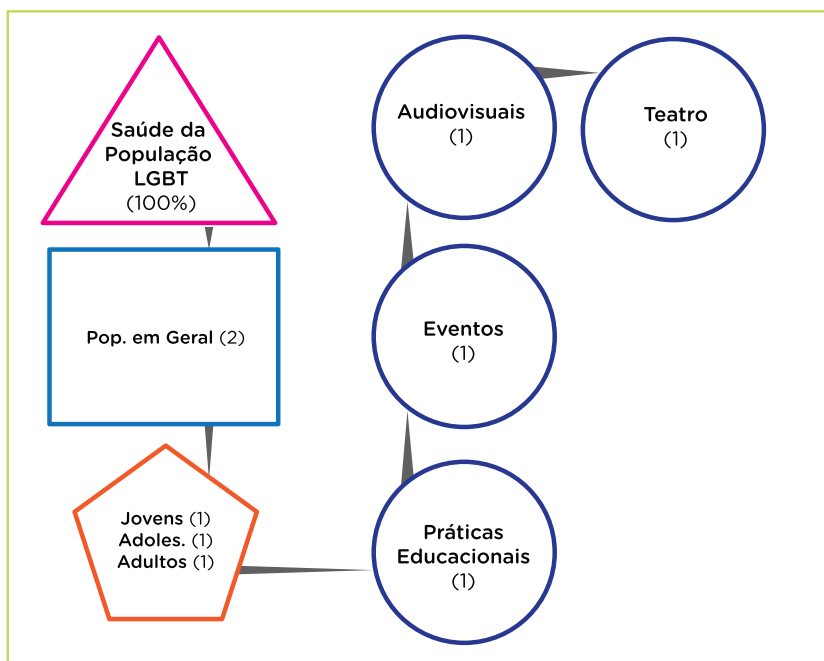 Saúde da
População
LGBT
(100%)
Pop. em Geral (2)
Jovens (1)
Adoles. (1)
Adultos (1)
Práticas
Educacionais
(1)
Eventos
(1)
Audiovisuais
(1)
Teatro
(1)